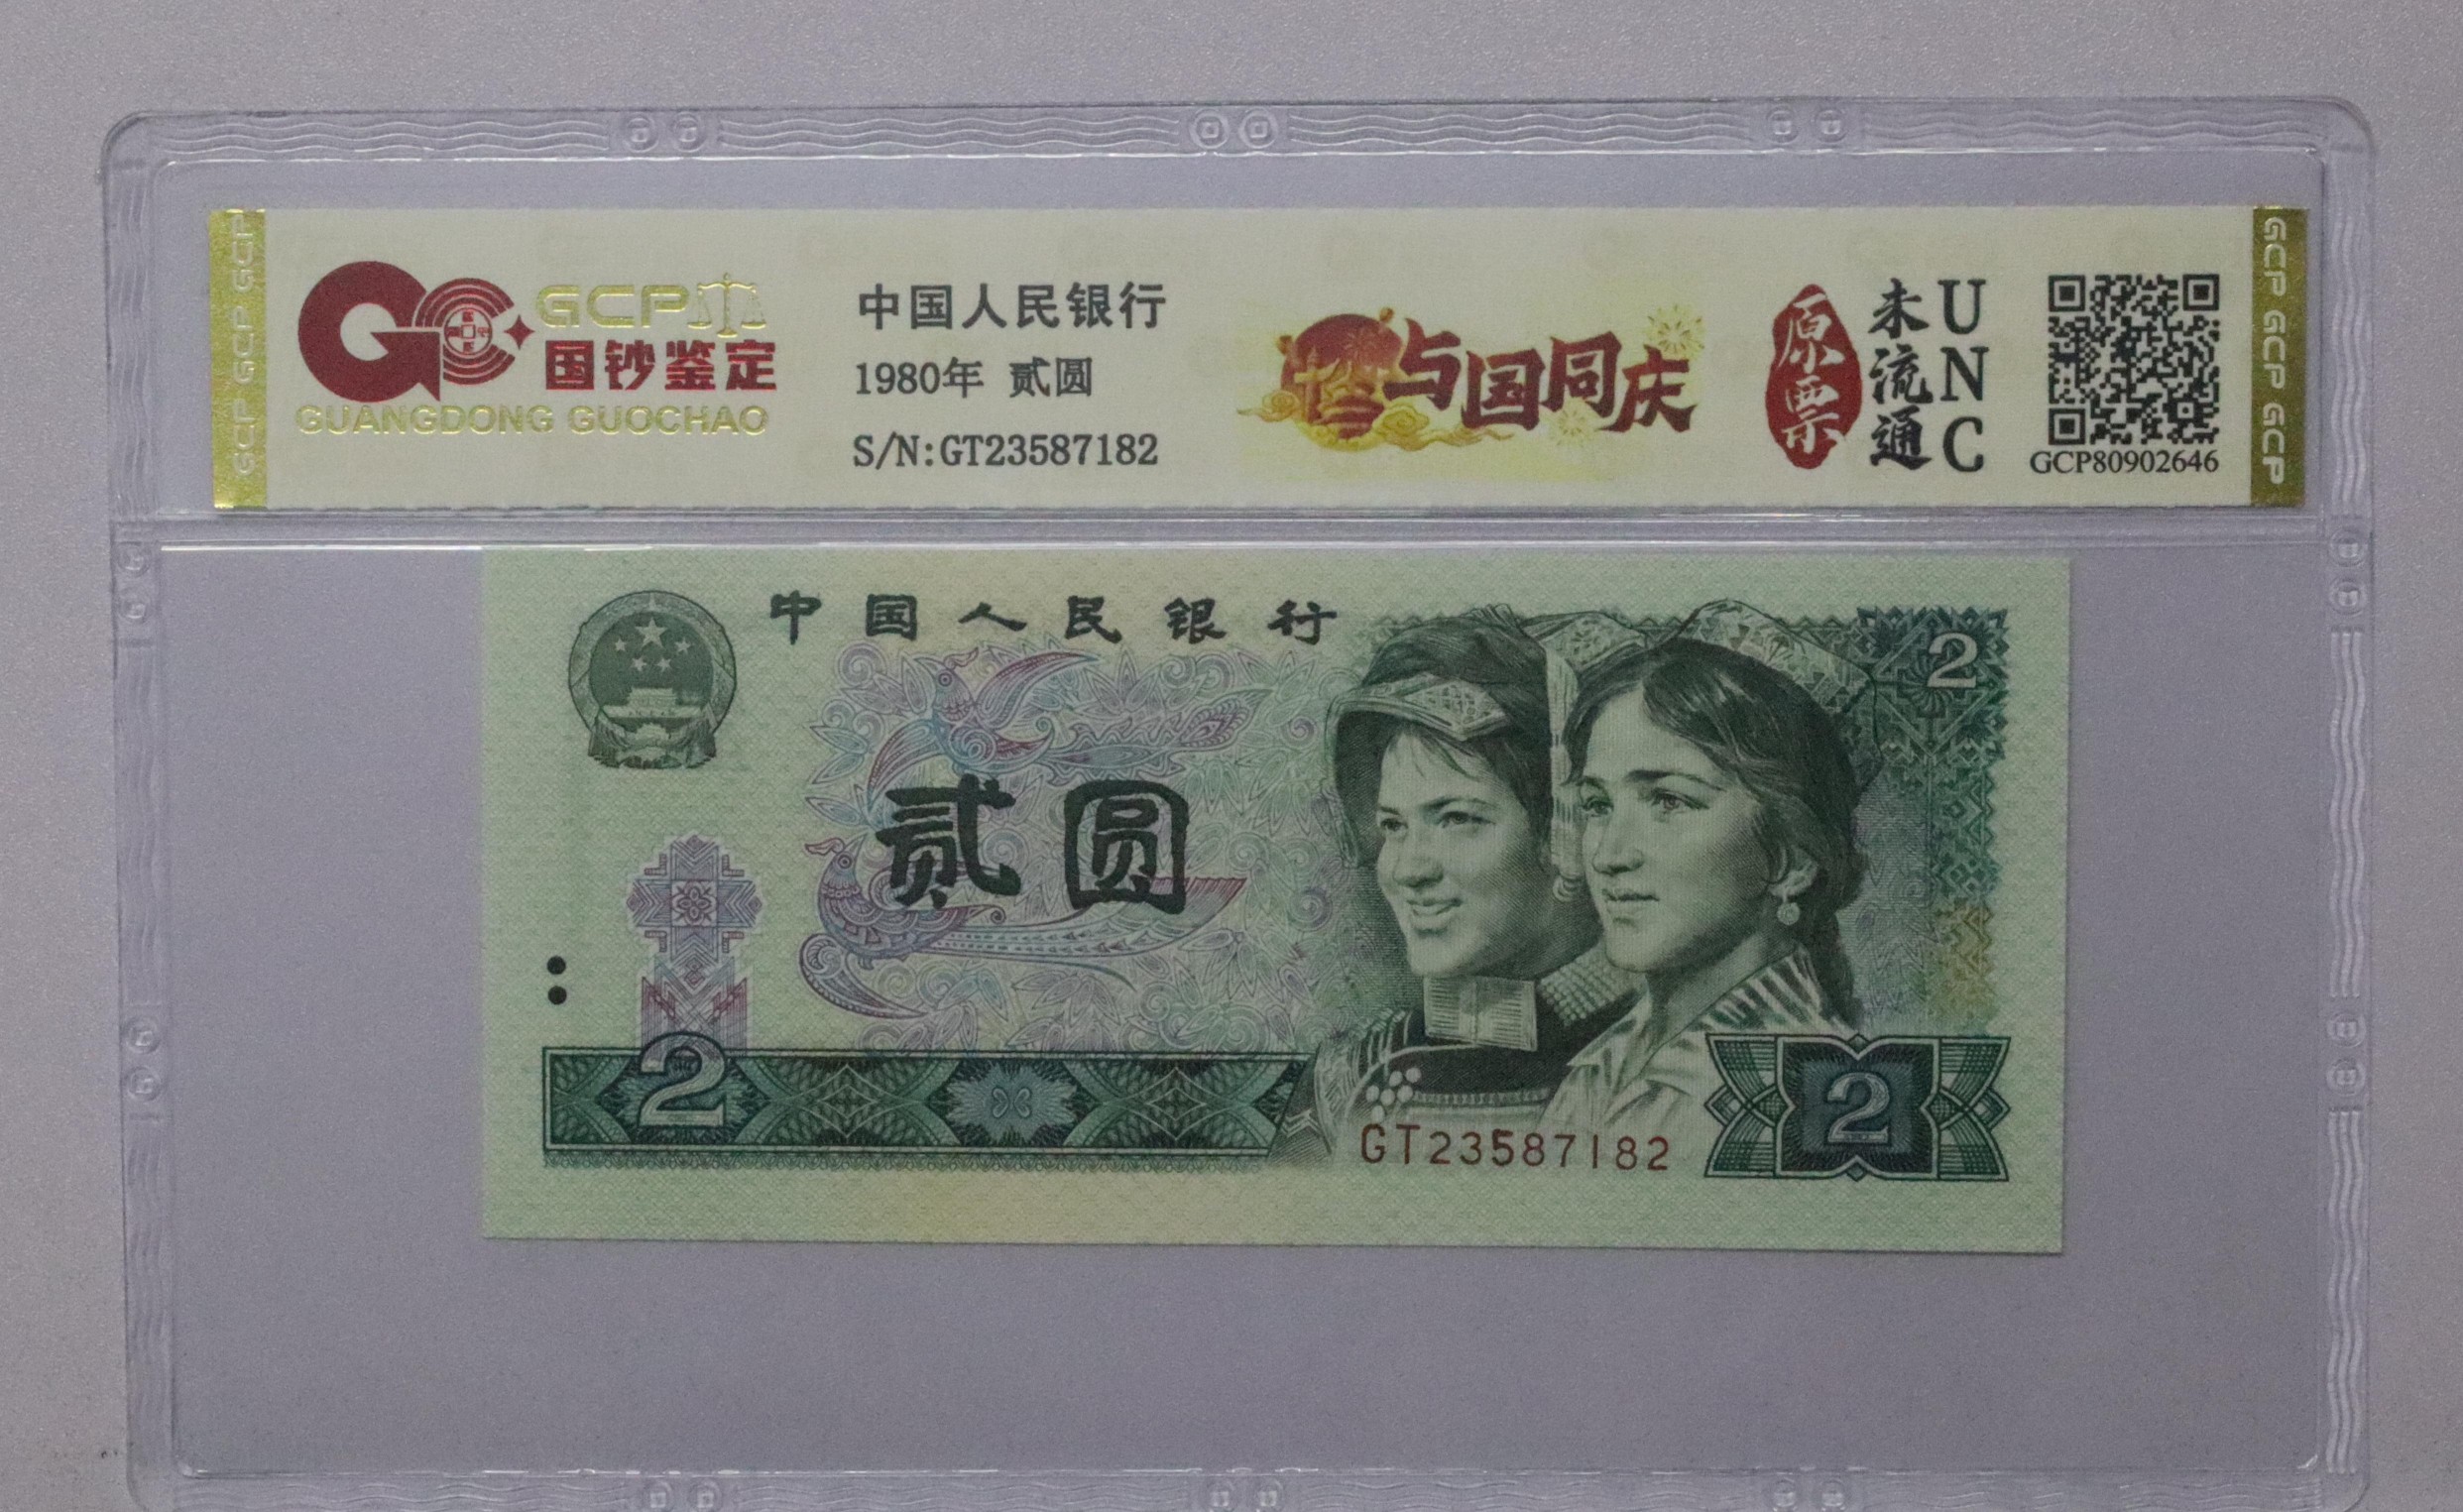 GCP GCP GCP
GCP
国钞鉴定
GUANGDONG GUOCHAO
中国人民银行
1980年 贰圆
S/N:GT23587182
与国同庆
原票
未流通
UNC
GCP80902646
GCP GCP GCP
中国人民银行
2
贰圆
2
GT23587182
2